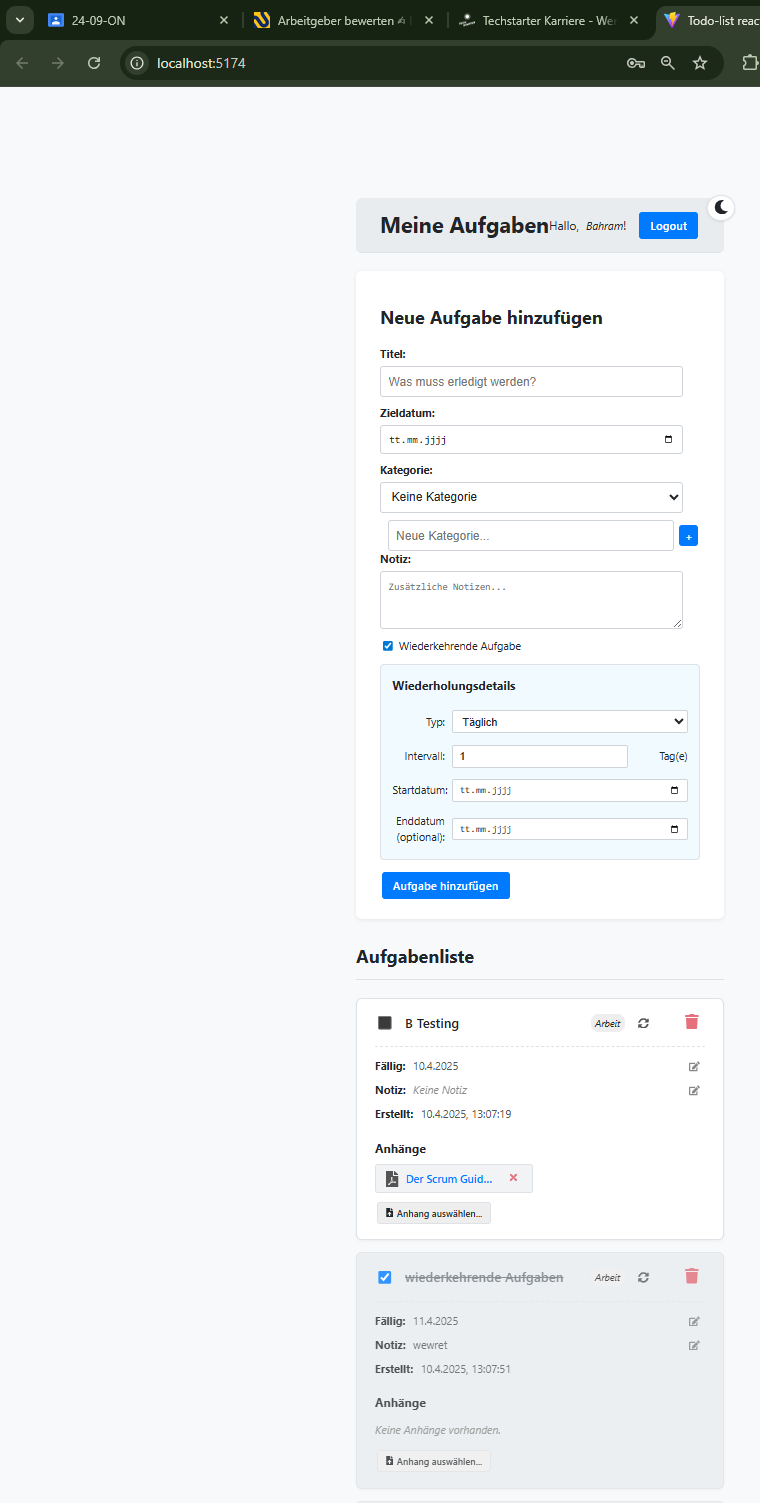 24-09-ON
Arbeitgeber bewerten
Techstarter Karriere - Wer
Todo-list reac
localhost:5174
Meine Aufgaben
Hallo, Bahram!
Logout
Neue Aufgabe hinzufügen
Titel:
Was muss erledigt werden?
Zieldatum:
tt.mm.jjjj
Kategorie:
Keine Kategorie
Neue Kategorie...
+
Notiz:
Zusätzliche Notizen...
Wiederkehrende Aufgabe
Wiederholungsdetails
Typ: Täglich
Intervall: 1 Tag(e)
Startdatum: tt.mm.jjjj
Enddatum
(optional): tt.mm.jjjj
Aufgabe hinzufügen
Aufgabenliste
B Testing Arbeit
Fällig: 10.4.2025
Notiz: Keine Notiz
Erstellt: 10.4.2025, 13:07:19
Anhänge
Der Scrum Guid...
Anhang auswählen...
wiederkehrende Aufgaben Arbeit
Fällig: 11.4.2025
Notiz: wewret
Erstellt: 10.4.2025, 13:07:51
Anhänge
Keine Anhänge vorhanden.
Anhang auswählen...